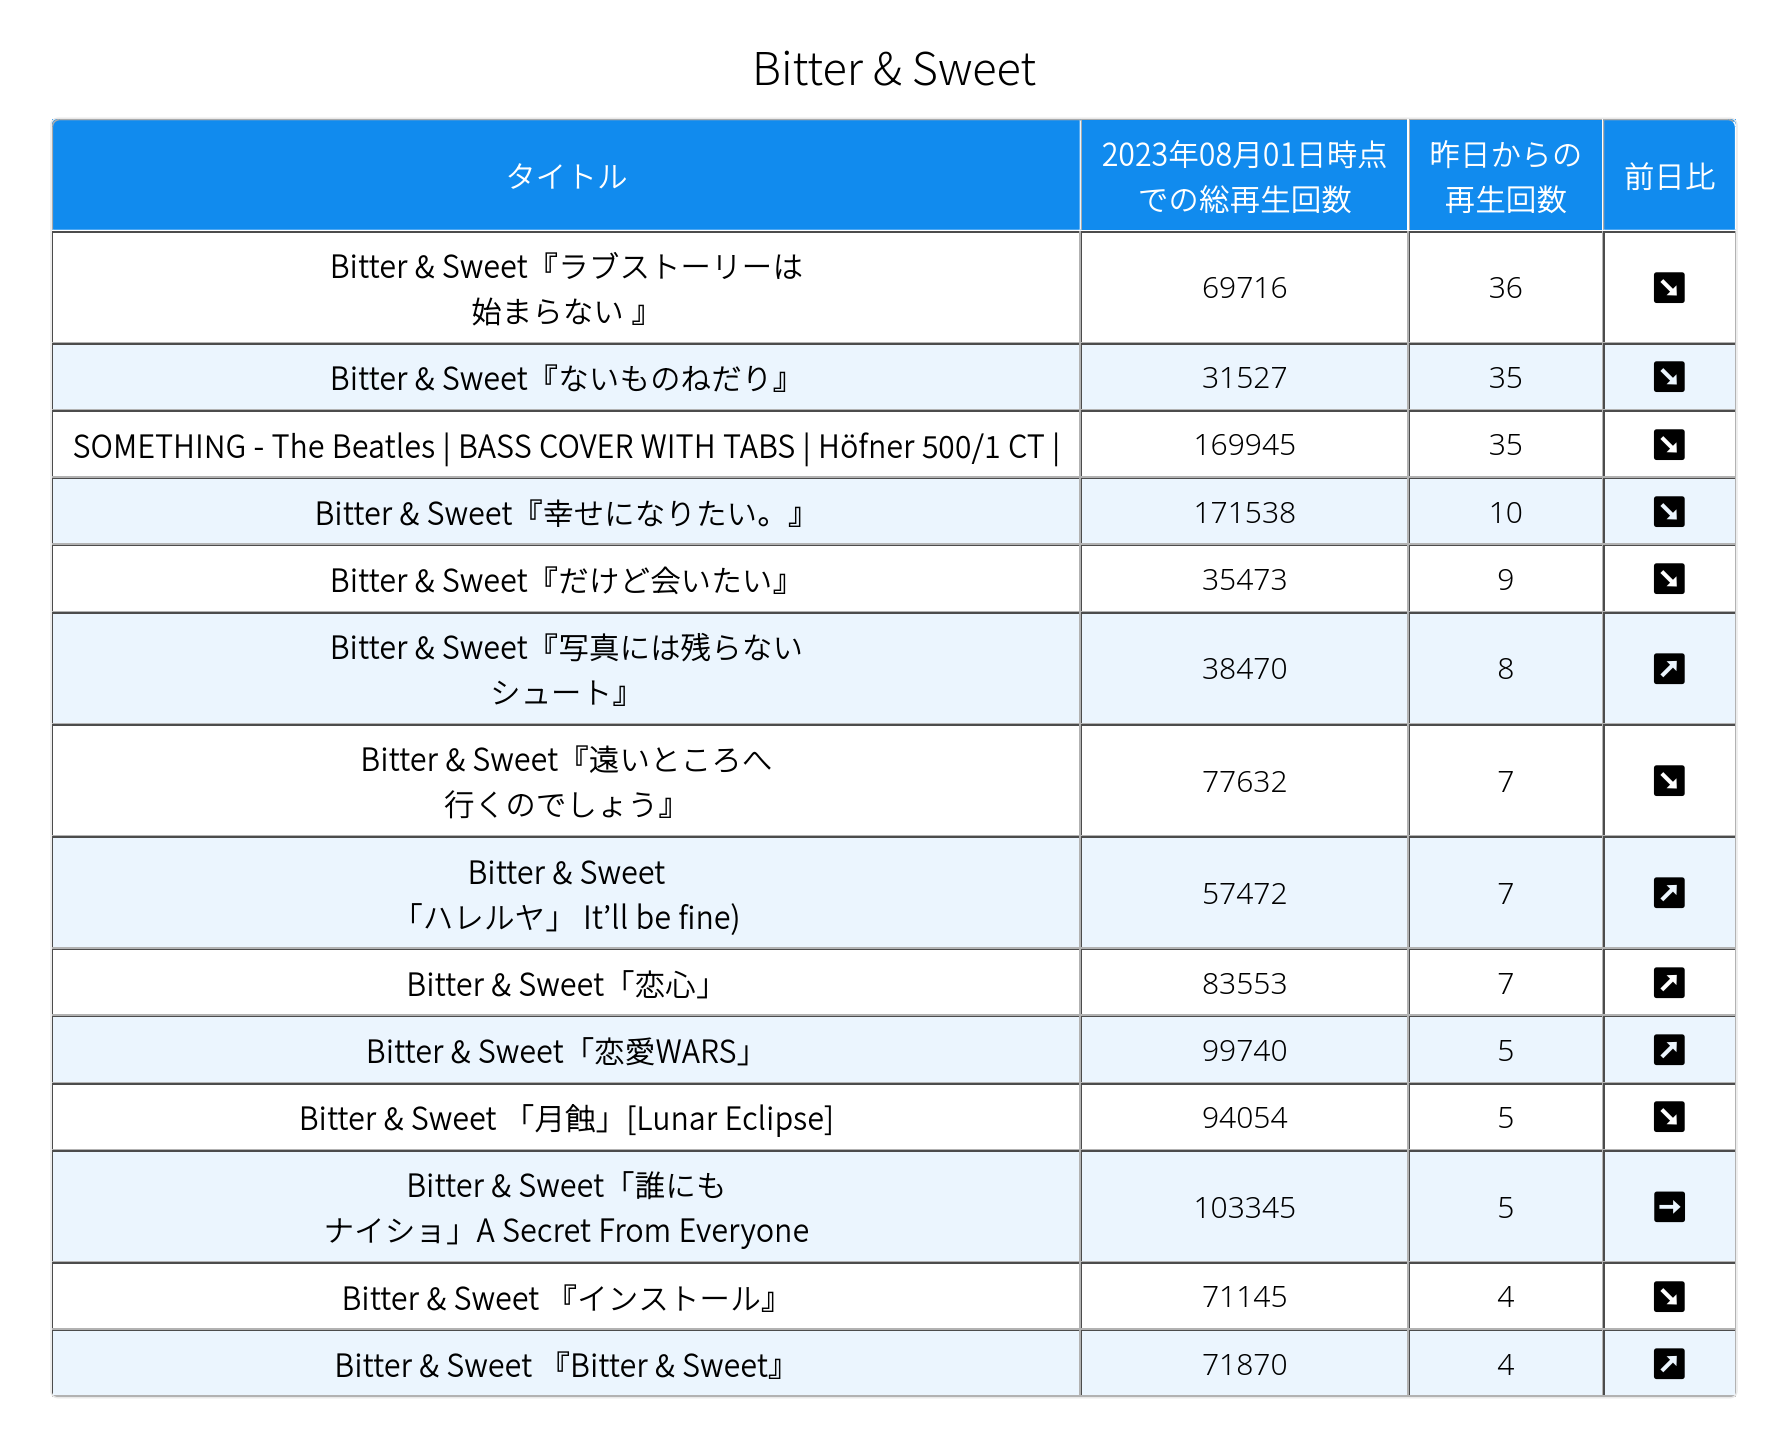 Bitter & Sweet
タイトル
2023年08月01日時点
での総再生回数
昨日からの
再生回数
前日比
Bitter & Sweet『ラブストーリーは
始まらない 』
69716
36
Bitter & Sweet『ないものねだり』
31527
35
SOMETHING - The Beatles | BASS COVER WITH TABS | Höfner 500/1 CT |
169945
35
Bitter & Sweet『幸せになりたい。』
171538
10
Bitter & Sweet『だけど会いたい』
35473
9
Bitter & Sweet『写真には残らない
シュート』
38470
8
Bitter & Sweet『遠いところへ
行くのでしょう』
77632
7
Bitter & Sweet
「ハレルヤ」 It’ll be fine)
57472
7
Bitter & Sweet「恋心」
83553
7
Bitter & Sweet「恋愛WARS」
99740
5
Bitter & Sweet 「月蝕」[Lunar Eclipse]
94054
5
Bitter & Sweet「誰にも
ナイショ」A Secret From Everyone
103345
5
Bitter & Sweet 『インストール』
71145
4
Bitter & Sweet 『Bitter & Sweet』
71870
4